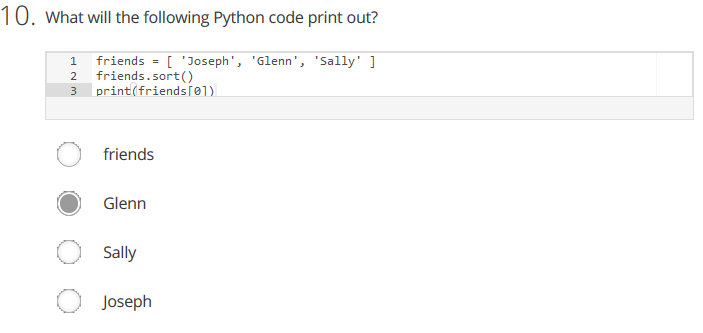 10. What will the following Python code print out?
1 friends = [ 'Joseph', 'Glenn', 'Sally' ]
2 friends.sort()
3 print(friends[0])
friends
Glenn
Sally
Joseph